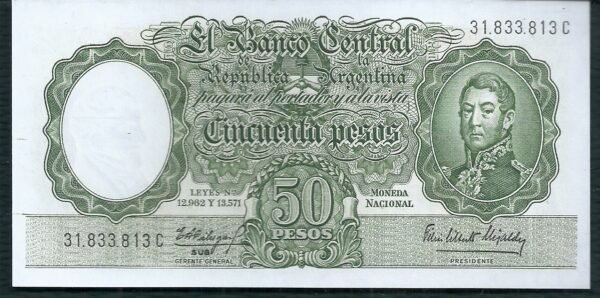 31.833.813 C
El Banco Central
de la
República Argentina
pagará al portador y a la vista
Cincuenta pesos
LEYES Nos. 12.962 Y 13.571
50
PESOS
MONEDA NACIONAL
31.833.813 C
SUB
GERENTE GENERAL
PRESIDENTE